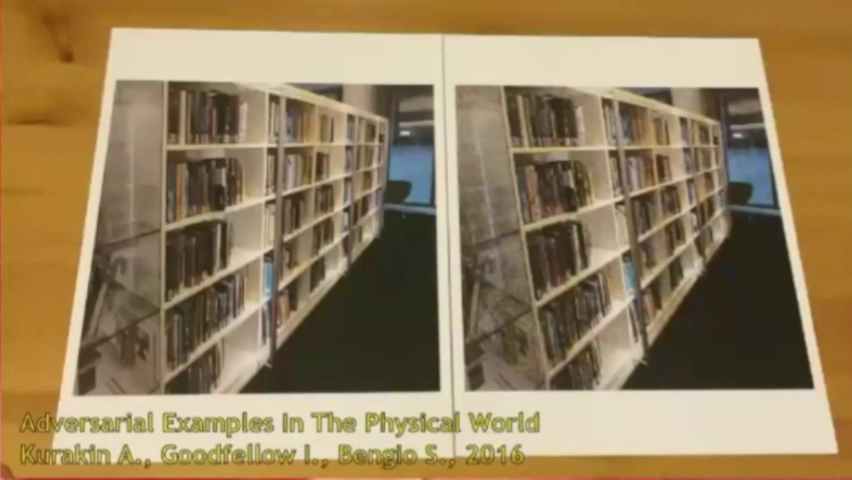 Adversarial Examples In The Physical World
Kurakin A., Goodfellow I., Bengio S., 2016